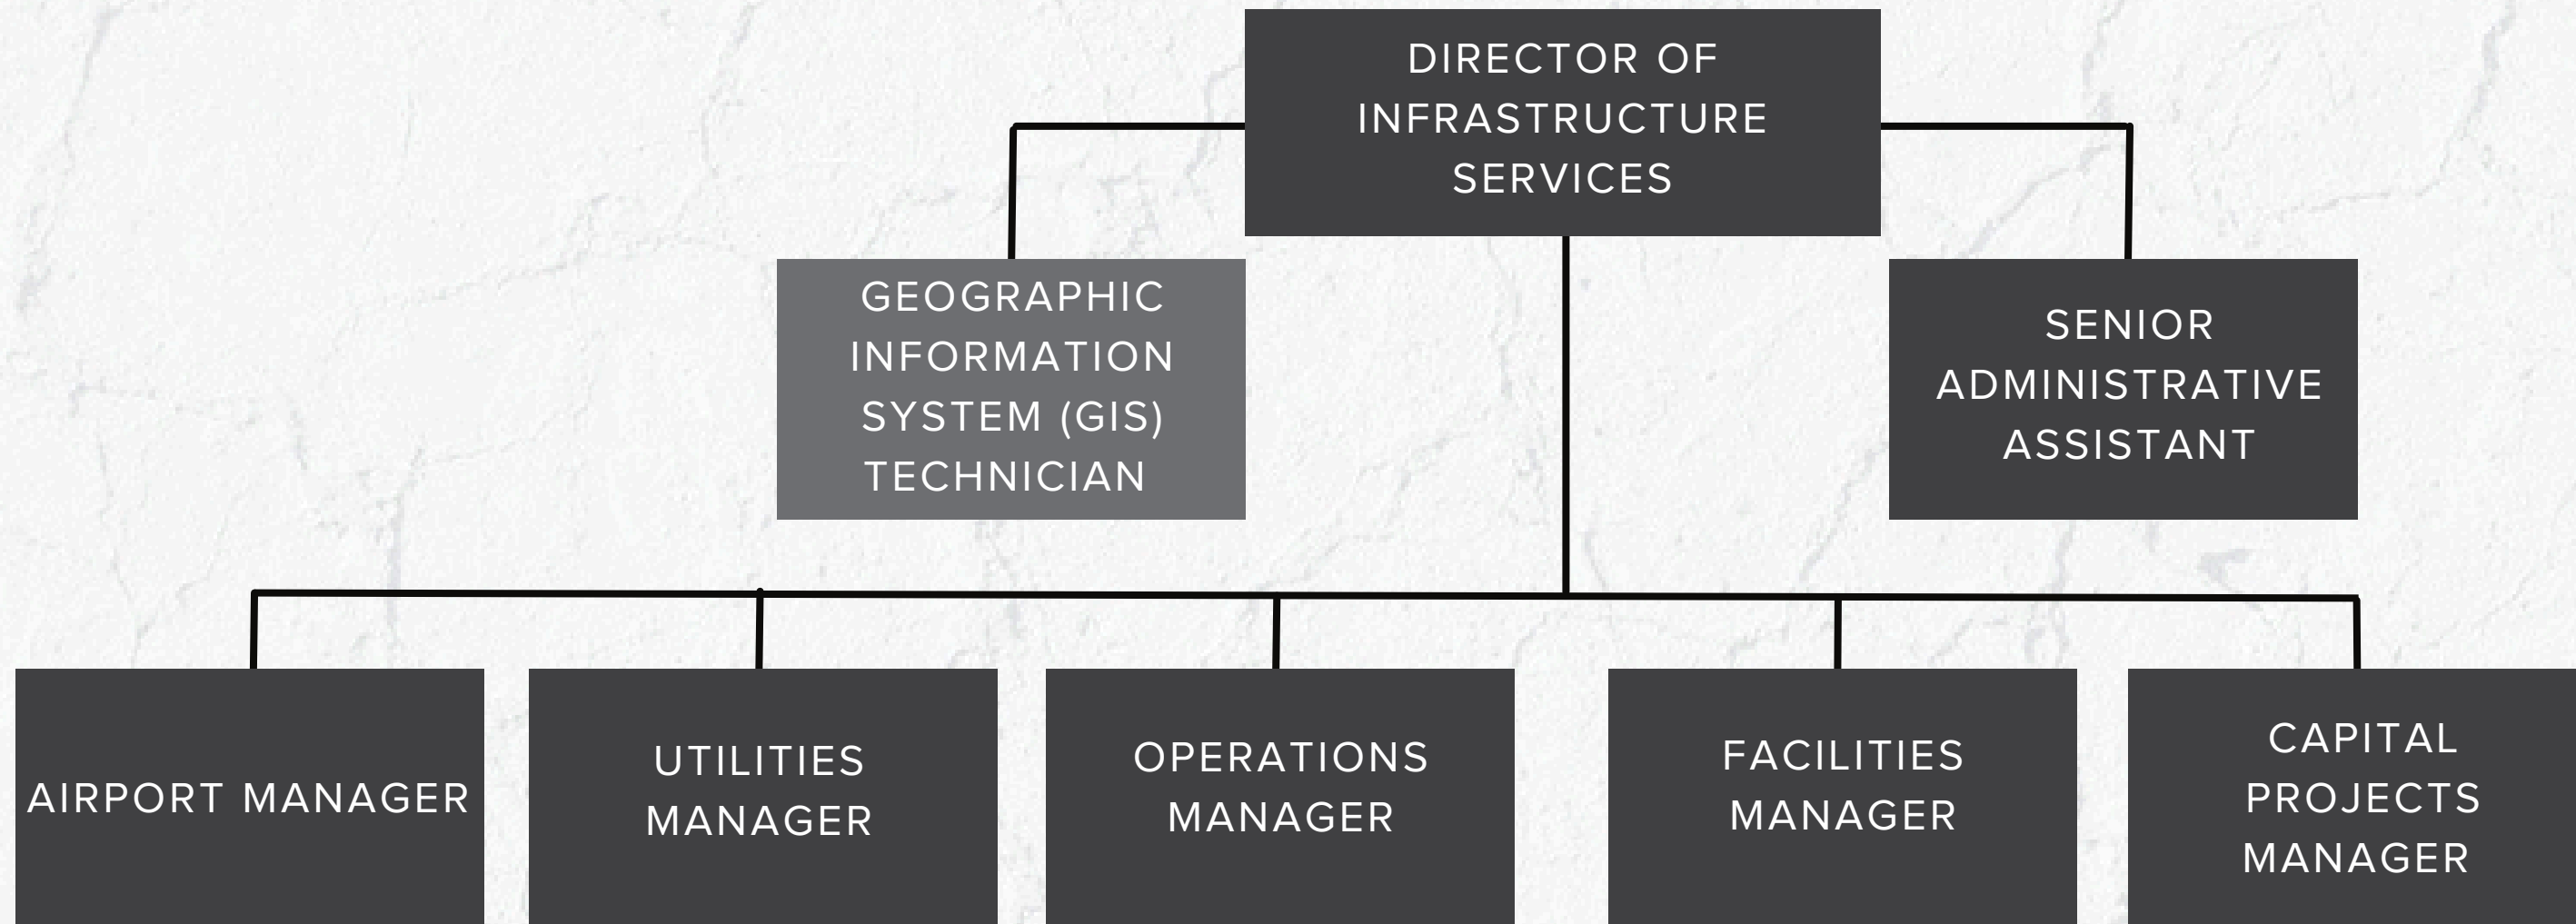 DIRECTOR OF
INFRASTRUCTURE
SERVICES
GEOGRAPHIC
INFORMATION
SYSTEM (GIS)
TECHNICIAN
SENIOR
ADMINISTRATIVE
ASSISTANT
AIRPORT MANAGER
UTILITIES
MANAGER
OPERATIONS
MANAGER
FACILITIES
MANAGER
CAPITAL
PROJECTS
MANAGER